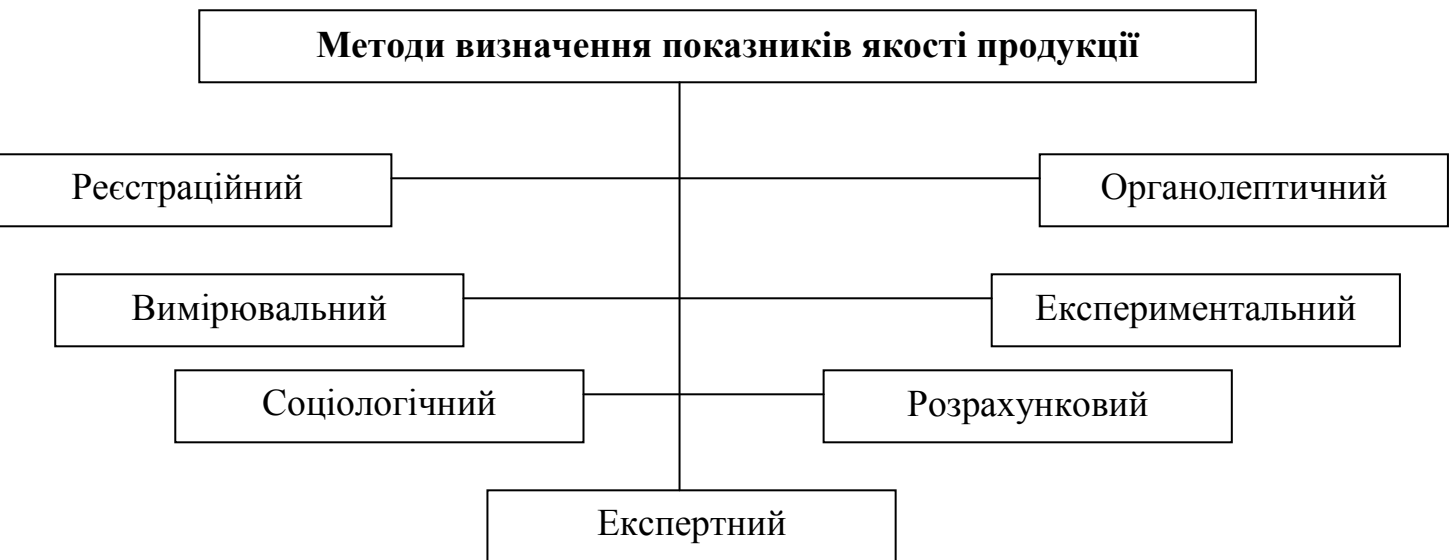 Методи визначення показників якості продукції
Реєстраційний
Органолептичний
Вимірювальний
Експериментальний
Соціологічний
Розрахунковий
Експертний